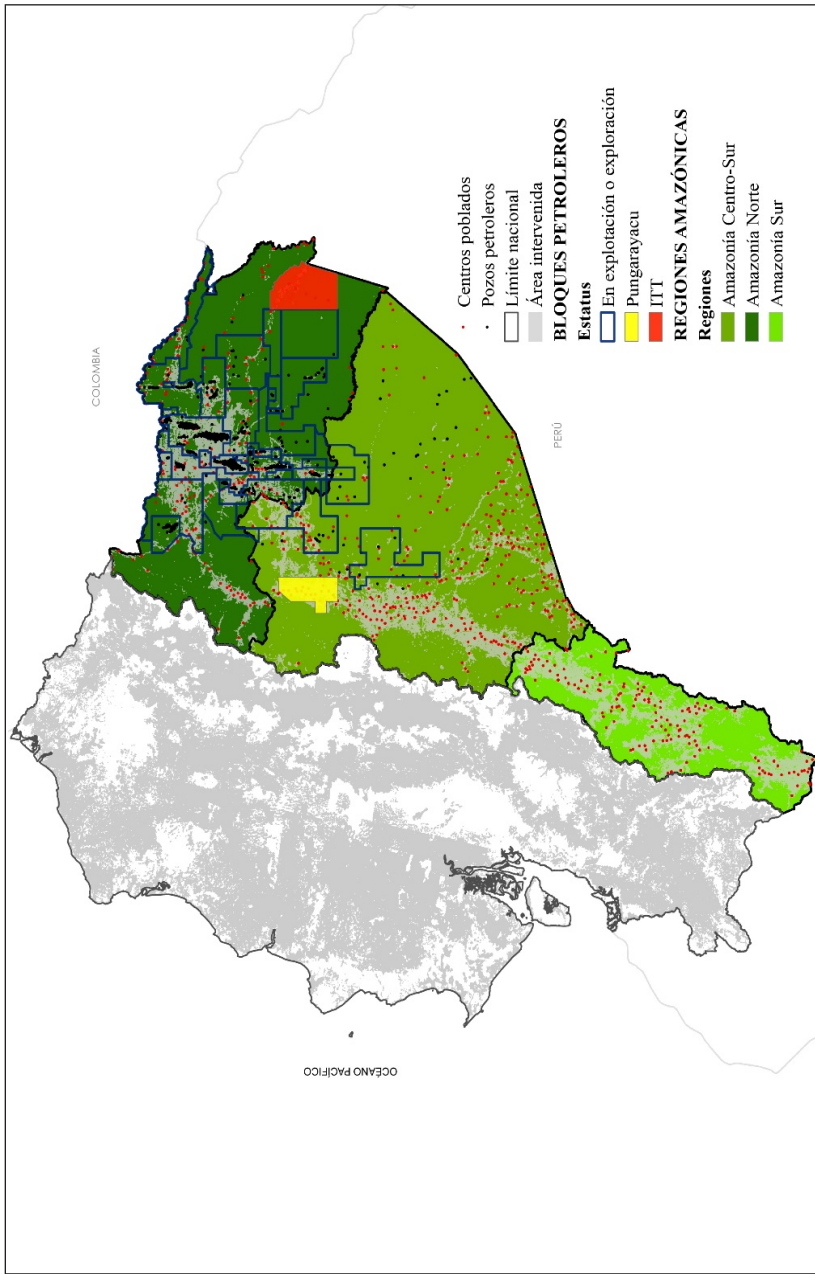 COLOMBIA
OCÉANO PACÍFICO
PERÚ
Centros poblados
Pozos petroleros
Límite nacional
Área intervenida
BLOQUES PETROLEROS
Estatus
En explotación o exploración
Pungarayacu
ITT
REGIONES AMAZÓNICAS
Regiones
Amazonía Centro-Sur
Amazonía Norte
Amazonía Sur